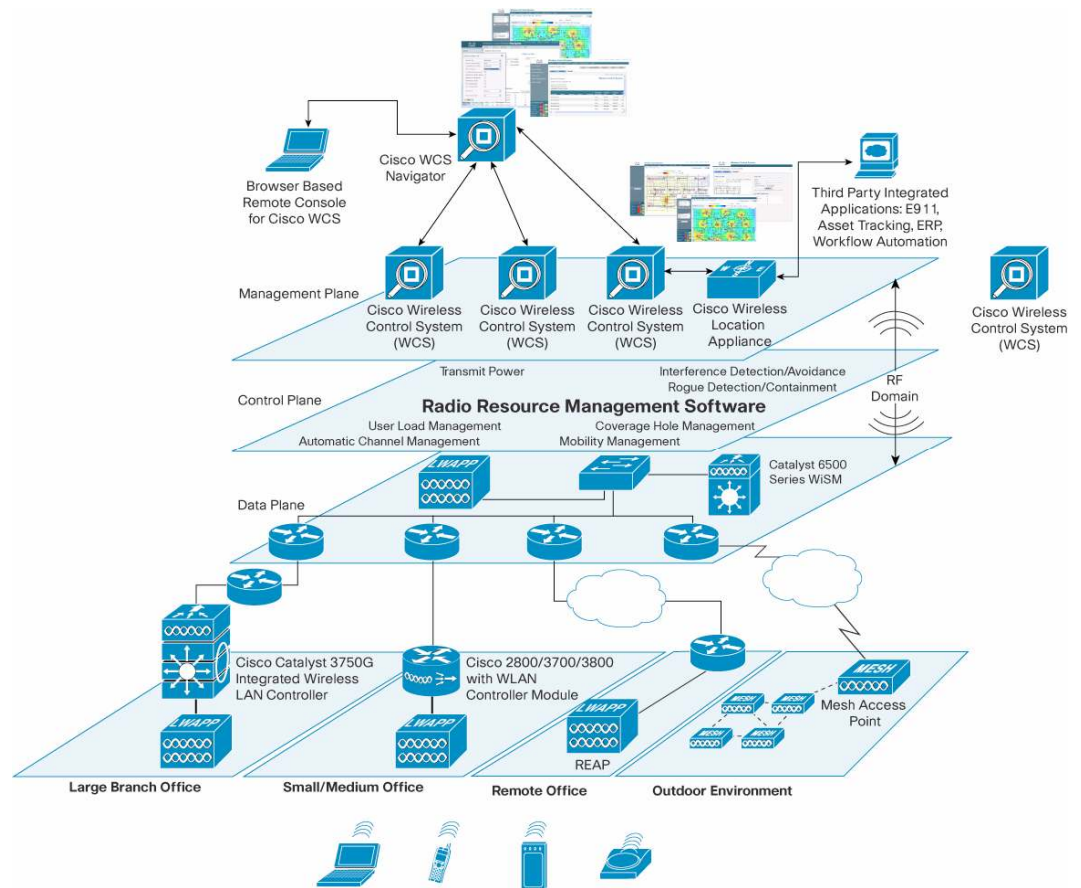 Cisco WCS
Navigator
Browser Based
Remote Console
for Cisco WCS
Third Party Integrated
Applications: E911,
Asset Tracking, ERP,
Workflow Automation
Management Plane
Cisco Wireless
Control System
(WCS)
Cisco Wireless
Control System
(WCS)
Cisco Wireless
Control System
(WCS)
Cisco Wireless
Location
Appliance
Cisco Wireless
Control System
(WCS)
Transmit Power
Interference Detection/Avoidance
Rogue Detection/Containment
RF
Domain
Control Plane
Radio Resource Management Software
User Load Management
Coverage Hole Management
Automatic Channel Management
Mobility Management
LWAPP
Catalyst 6500
Series WiSM
Data Plane
Cisco Catalyst 3750G
Integrated Wireless
LAN Controller
Cisco 2800/3700/3800
with WLAN
Controller Module
MESH
Mesh Access
Point
MESH
MESH
MESH
MESH
LWAPP
LWAPP
LWAPP
REAP
Large Branch Office
Small/Medium Office
Remote Office
Outdoor Environment